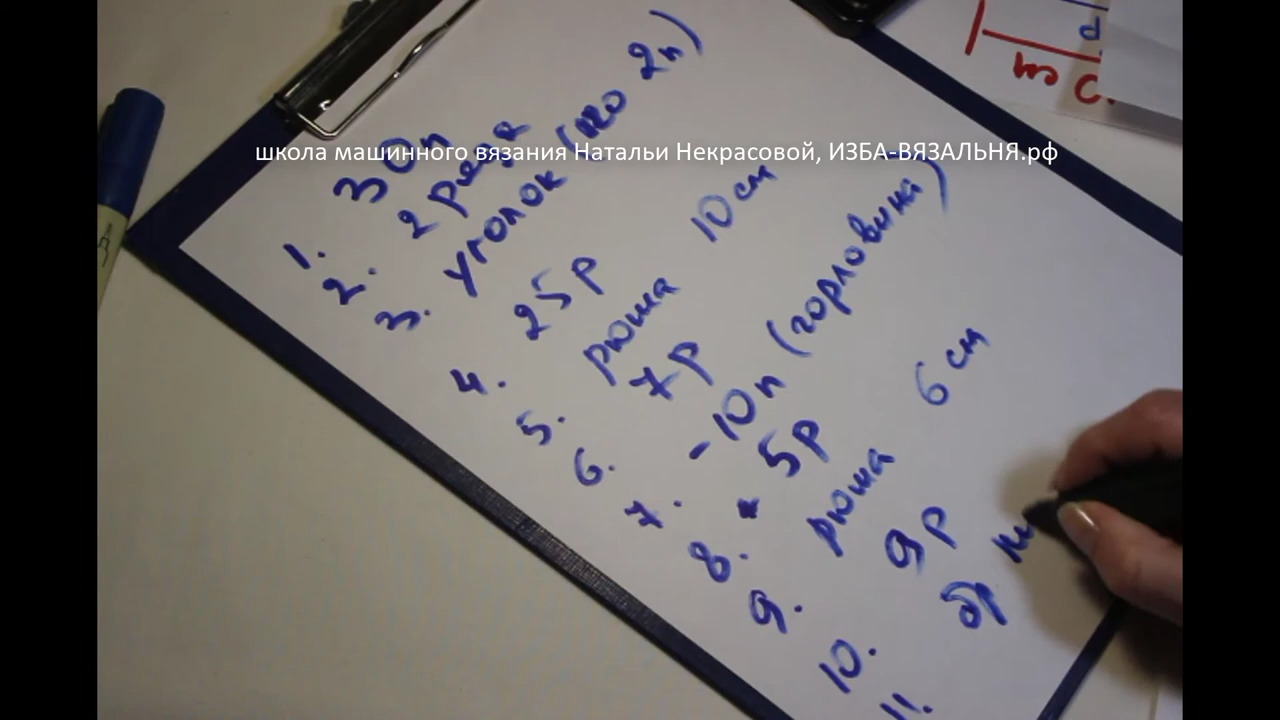 школа машинного вязания Натальи Некрасовой, ИЗБА-ВЯЗАЛЬНЯ.рф
1. 30п
2. 2 ряда
3. уголок (по 2п)
4. 25р
5. рюша 10см
6. 7р
7. -10п (горловина)
8. 5р
9. рюша 6см
10. 9р
11.